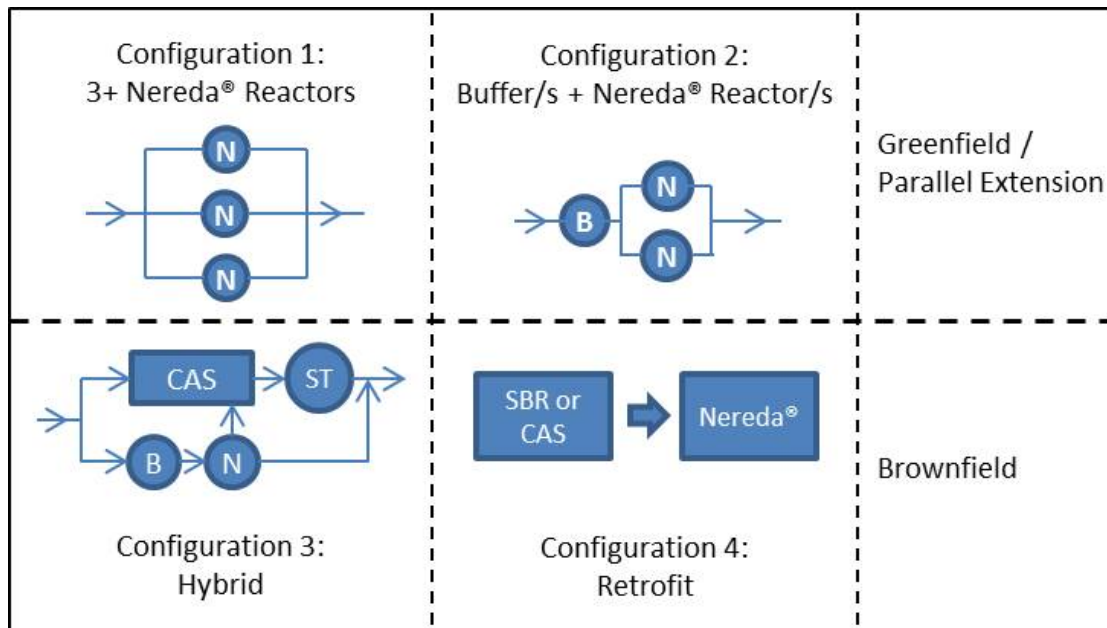 Configuration 1:
3+ Nereda® Reactors
N
N
N
Configuration 2:
Buffer/s + Nereda® Reactor/s
B
N
N
Greenfield /
Parallel Extension
CAS
ST
B
N
Configuration 3:
Hybrid
SBR or
CAS
Nereda®
Configuration 4:
Retrofit
Brownfield